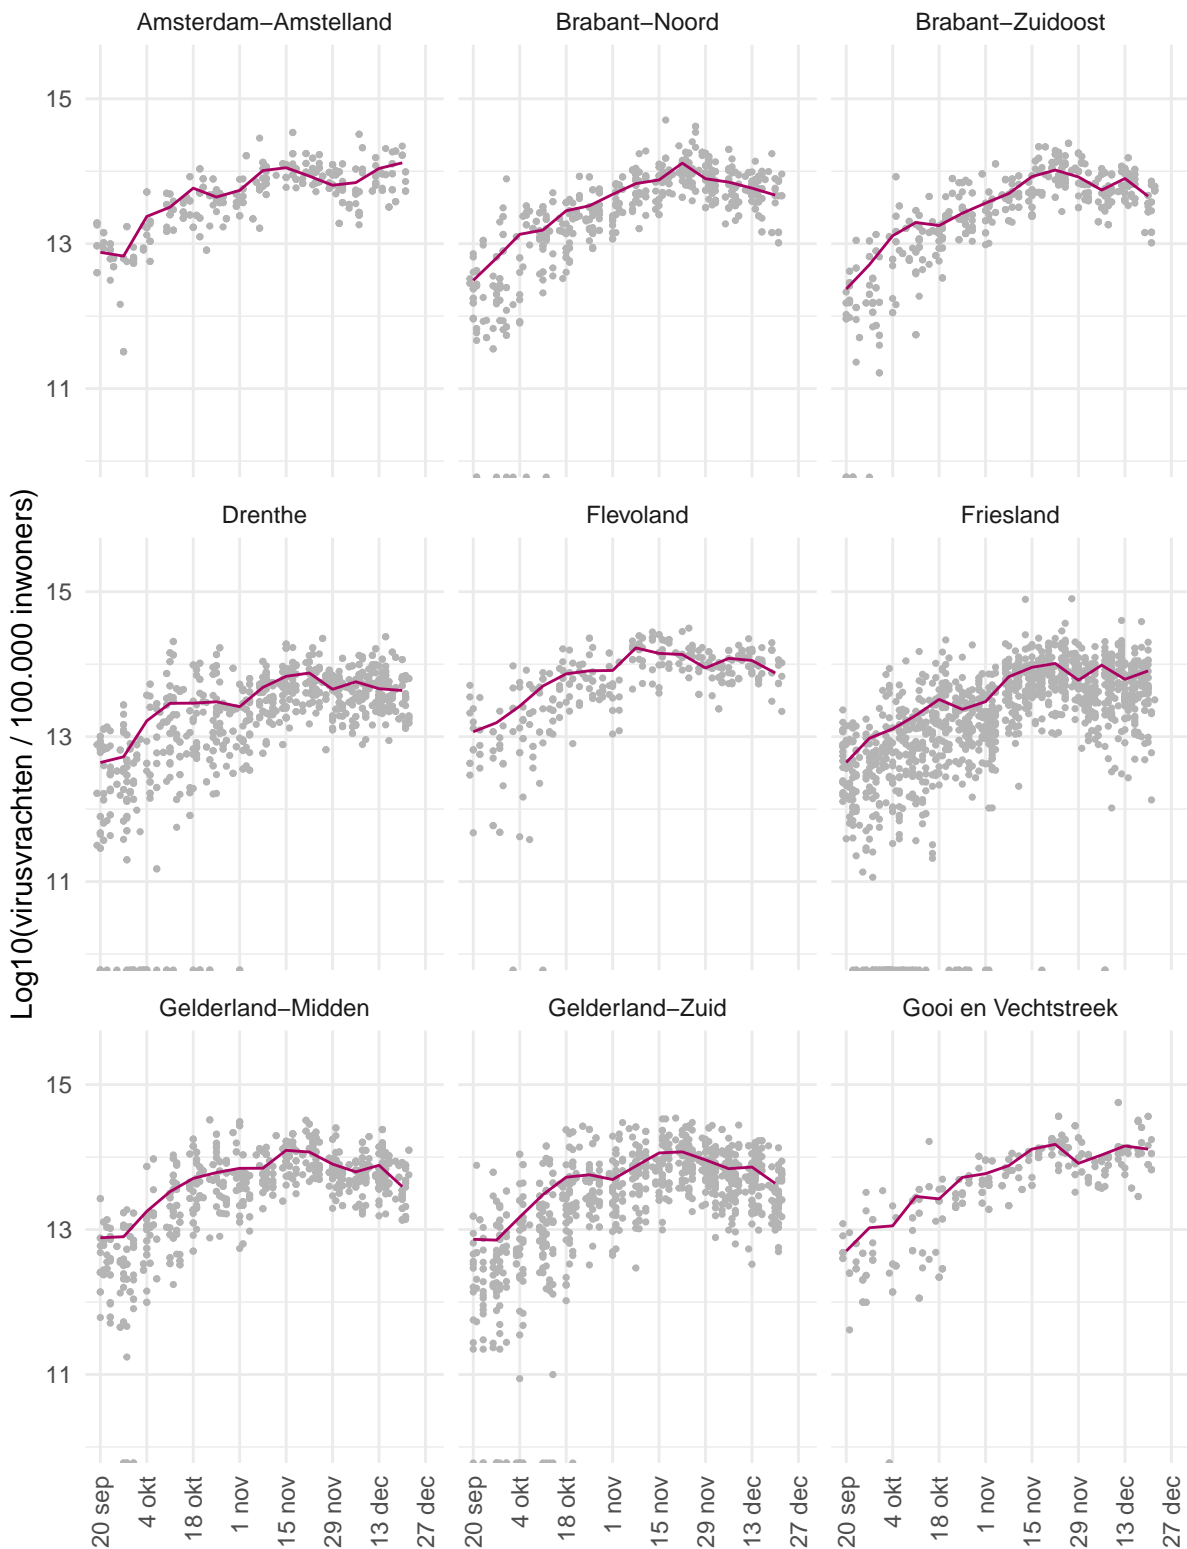 Amsterdam−Amstelland
Brabant−Noord
Brabant−Zuidoost
15
13
11
Drenthe
Flevoland
Friesland
15
13
11
Log10(virusvrachten / 100.000 inwoners)
Gelderland−Midden
Gelderland−Zuid
Gooi en Vechtstreek
15
13
11
20 sep
4 okt
18 okt
1 nov
15 nov
29 nov
13 dec
27 dec
20 sep
4 okt
18 okt
1 nov
15 nov
29 nov
13 dec
27 dec
20 sep
4 okt
18 okt
1 nov
15 nov
29 nov
13 dec
27 dec